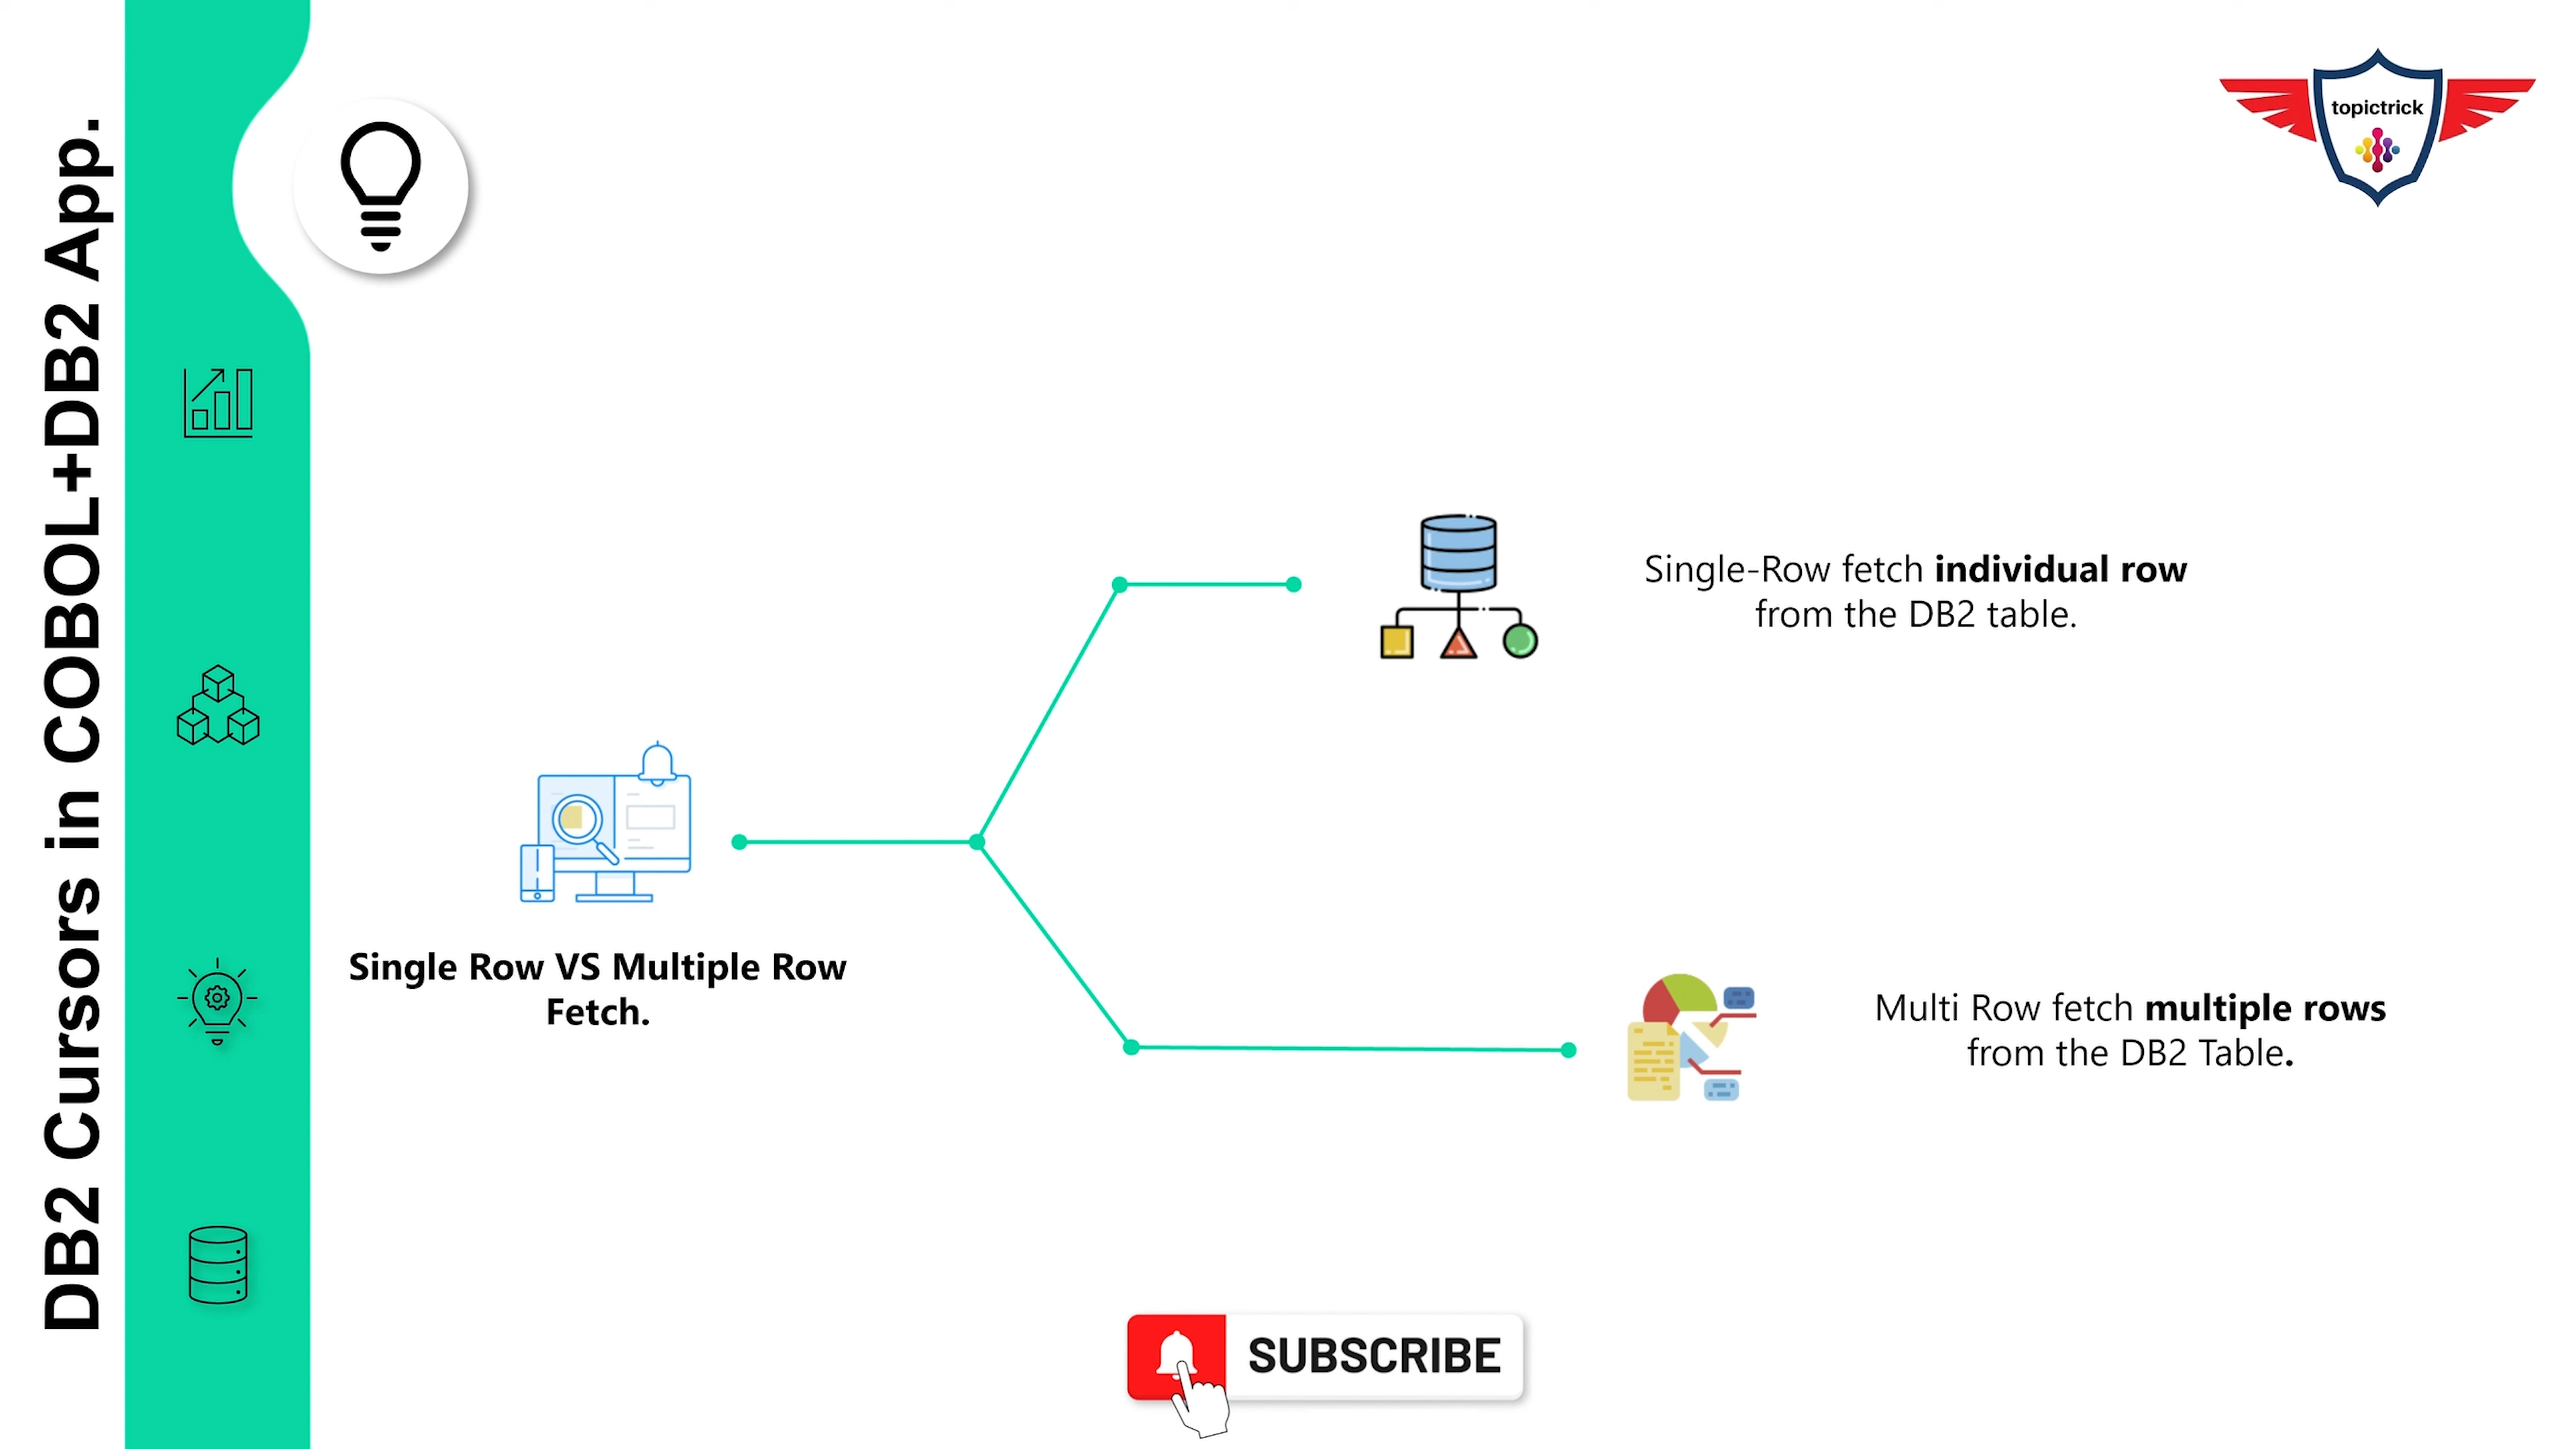 DB2 Cursors in COBOL+DB2 App.
topictrick
Single-Row fetch individual row
from the DB2 table.
Single Row VS Multiple Row
Fetch.
Multi Row fetch multiple rows
from the DB2 Table.
SUBSCRIBE